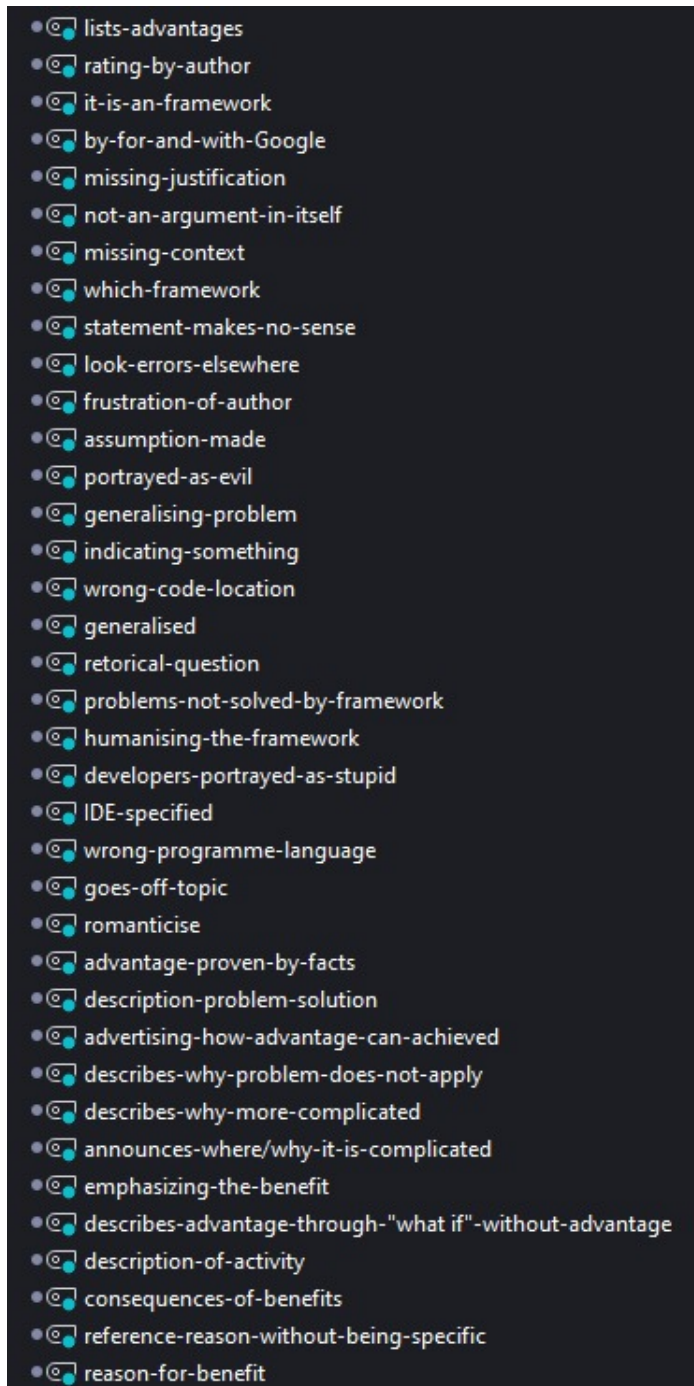 lists-advantages
rating-by-author
it-is-an-framework
by-for-and-with-Google
missing-justification
not-an-argument-in-itself
missing-context
which-framework
statement-makes-no-sense
look-errors-elsewhere
frustration-of-author
assumption-made
portrayed-as-evil
generalising-problem
indicating-something
wrong-code-location
generalised
retorical-question
problems-not-solved-by-framework
humanising-the-framework
developers-portrayed-as-stupid
IDE-specified
wrong-programme-language
goes-off-topic
romanticise
advantage-proven-by-facts
description-problem-solution
advertising-how-advantage-can-achieved
describes-why-problem-does-not-apply
describes-why-more-complicated
announces-where/why-it-is-complicated
emphasizing-the-benefit
describes-advantage-through-"what if"-without-advantage
description-of-activity
consequences-of-benefits
reference-reason-without-being-specific
reason-for-benefit